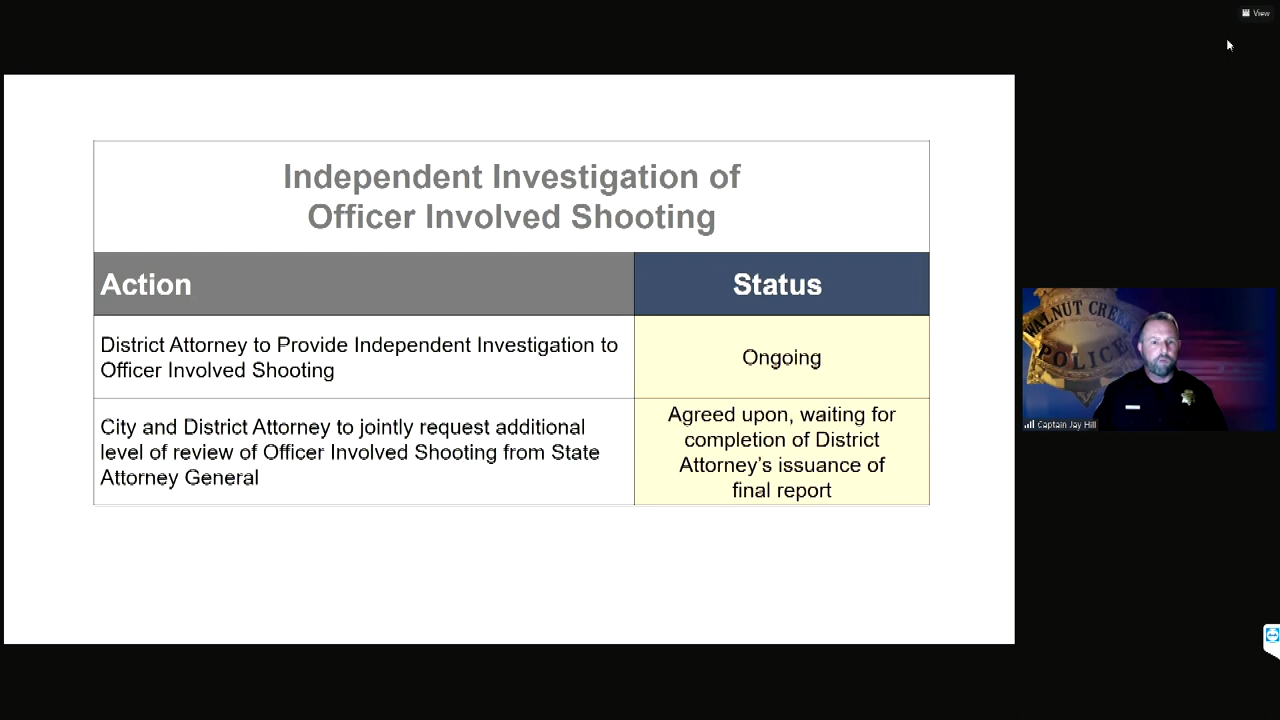 View
Independent Investigation of
Officer Involved Shooting
Action
Status
District Attorney to Provide Independent Investigation to
Officer Involved Shooting
Ongoing
City and District Attorney to jointly request additional
level of review of Officer Involved Shooting from State
Attorney General
Agreed upon, waiting for
completion of District
Attorney’s issuance of
final report
WALNUT CREEK
POLICE
Captain Jay Hill